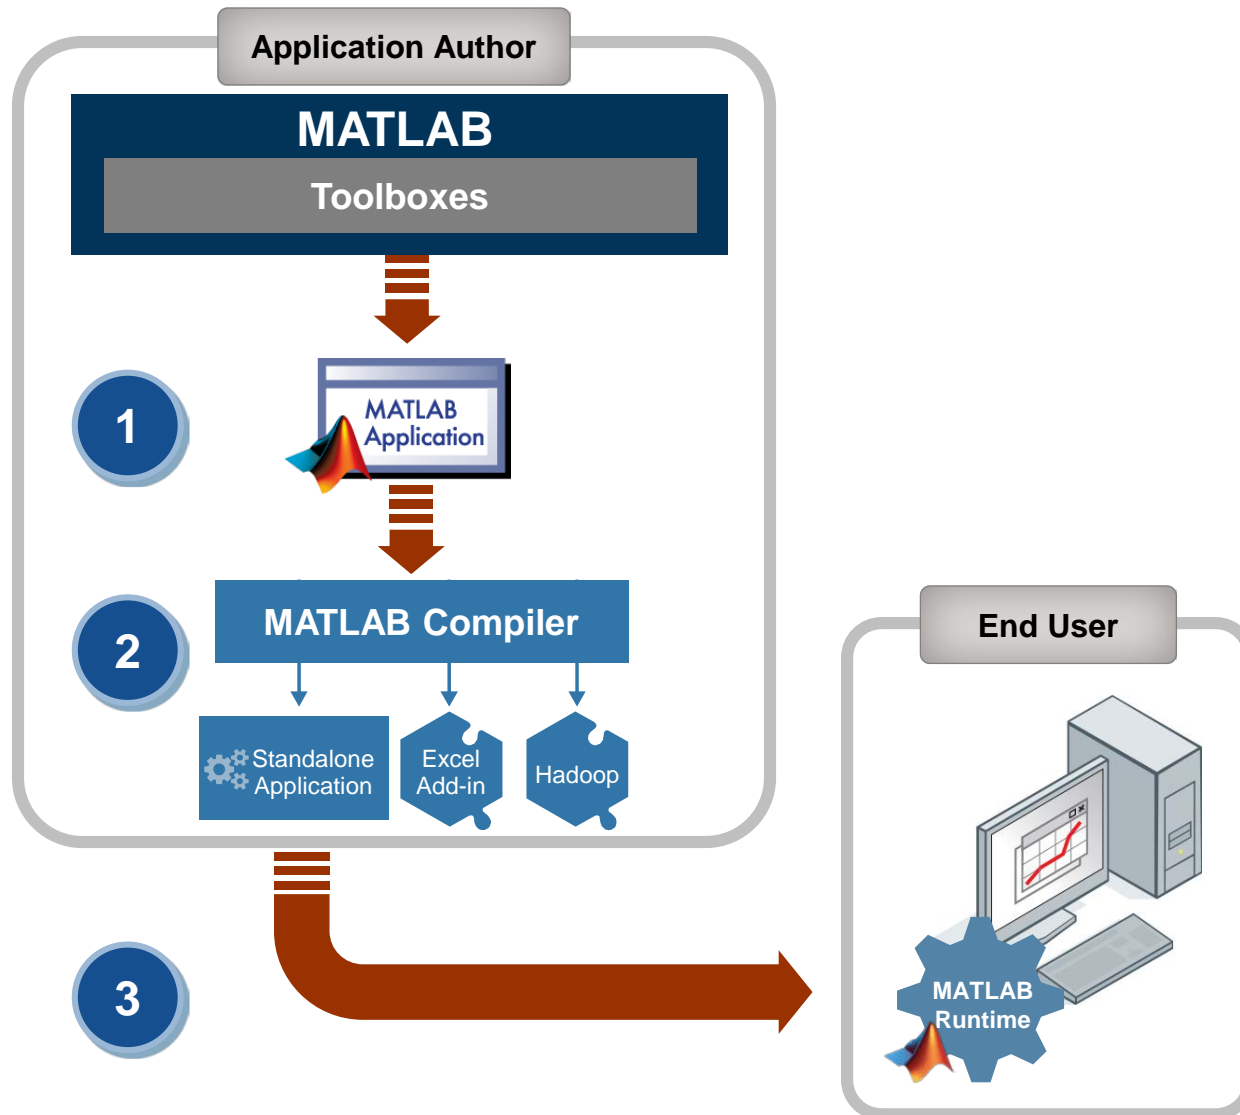 Application Author
MATLAB
Toolboxes
1
MATLAB
Application
2
MATLAB Compiler
Standalone
Application
Excel
Add-in
Hadoop
3
End User
MATLAB
Runtime